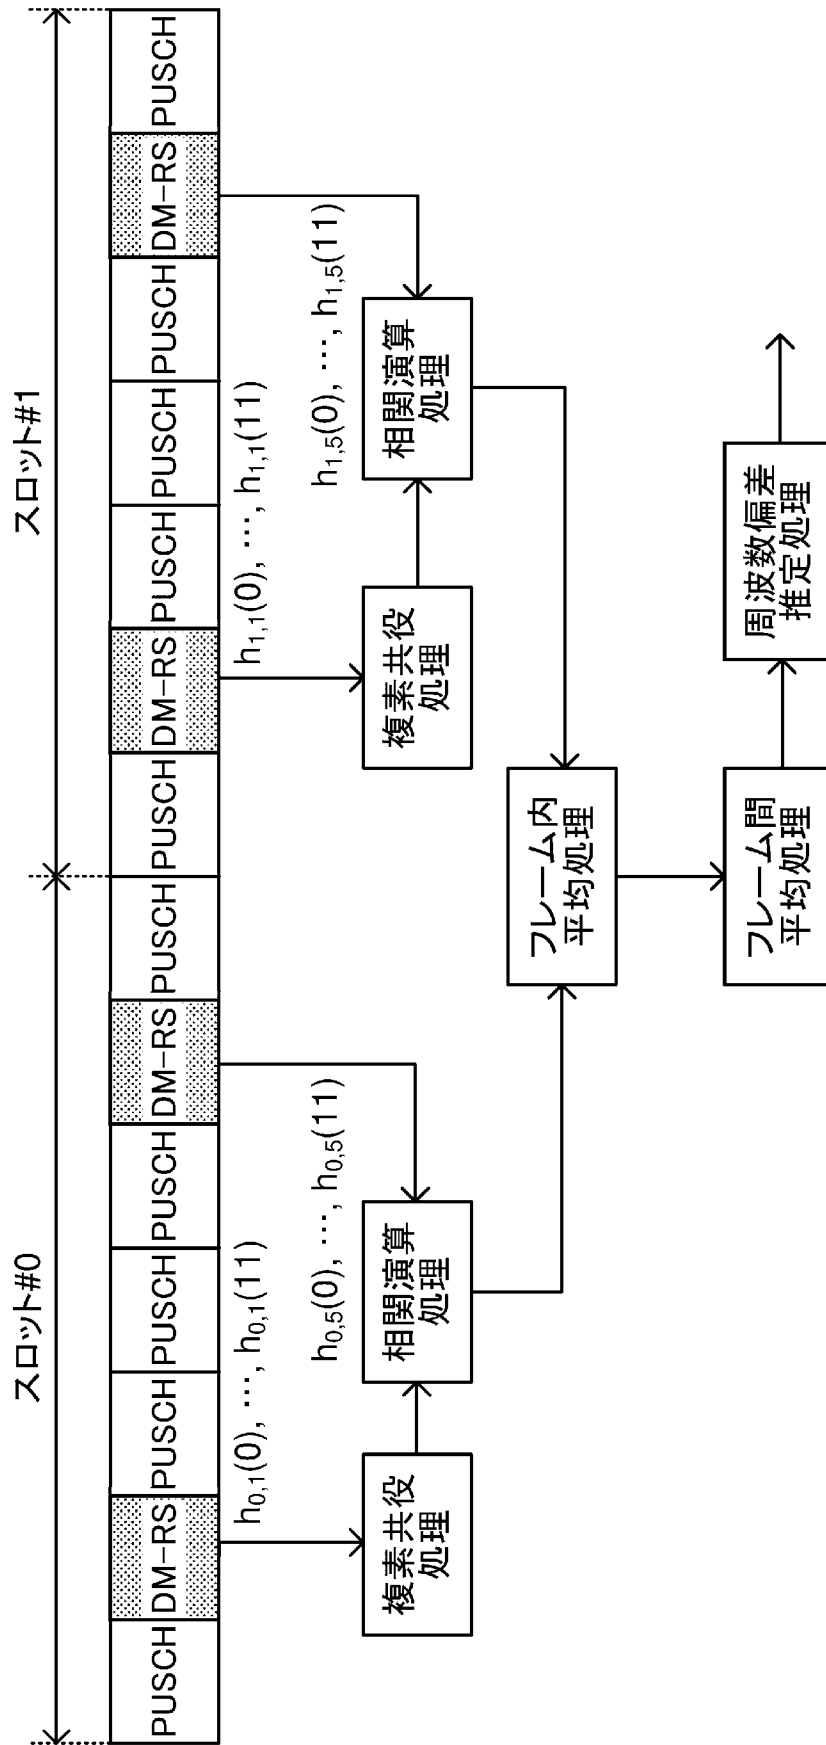 スロット#0
スロット#1
PUSCH
DM-RS
PUSCH
PUSCH
PUSCH
DM-RS
PUSCH
PUSCH
DM-RS
PUSCH
PUSCH
PUSCH
DM-RS
PUSCH
h0,1(0), …, h0,1(11)
h1,1(0), …, h1,1(11)
h0,5(0), …, h0,5(11)
h1,5(0), …, h1,5(11)
複素共役
処理
相関演算
処理
複素共役
処理
相関演算
処理
フレーム内
平均処理
フレーム間
平均処理
周波数偏差
推定処理